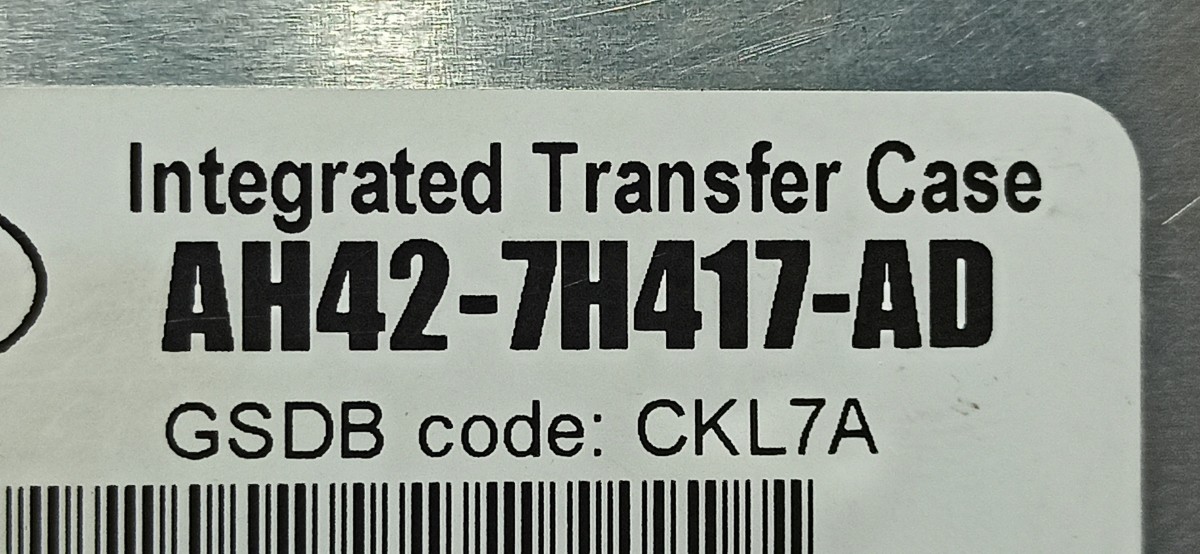 Integrated Transfer Case
AH42-7H417-AD
GSDB code: CKL7A